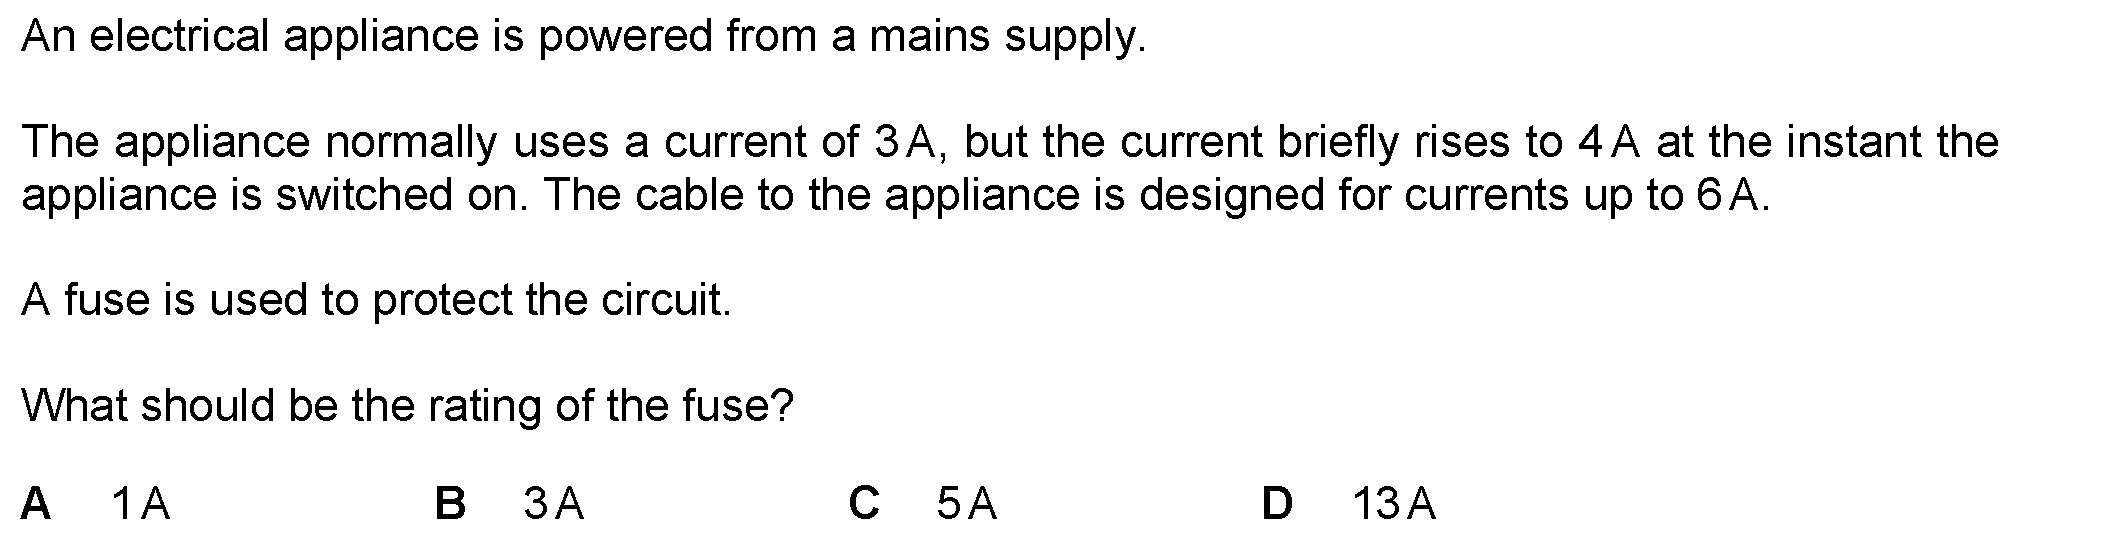 An electrical appliance is powered from a mains supply.
The appliance normally uses a current of 3 A, but the current briefly rises to 4 A at the instant the
appliance is switched on. The cable to the appliance is designed for currents up to 6 A.
A fuse is used to protect the circuit.
What should be the rating of the fuse?
A 1 A B 3 A C 5 A D 13 A